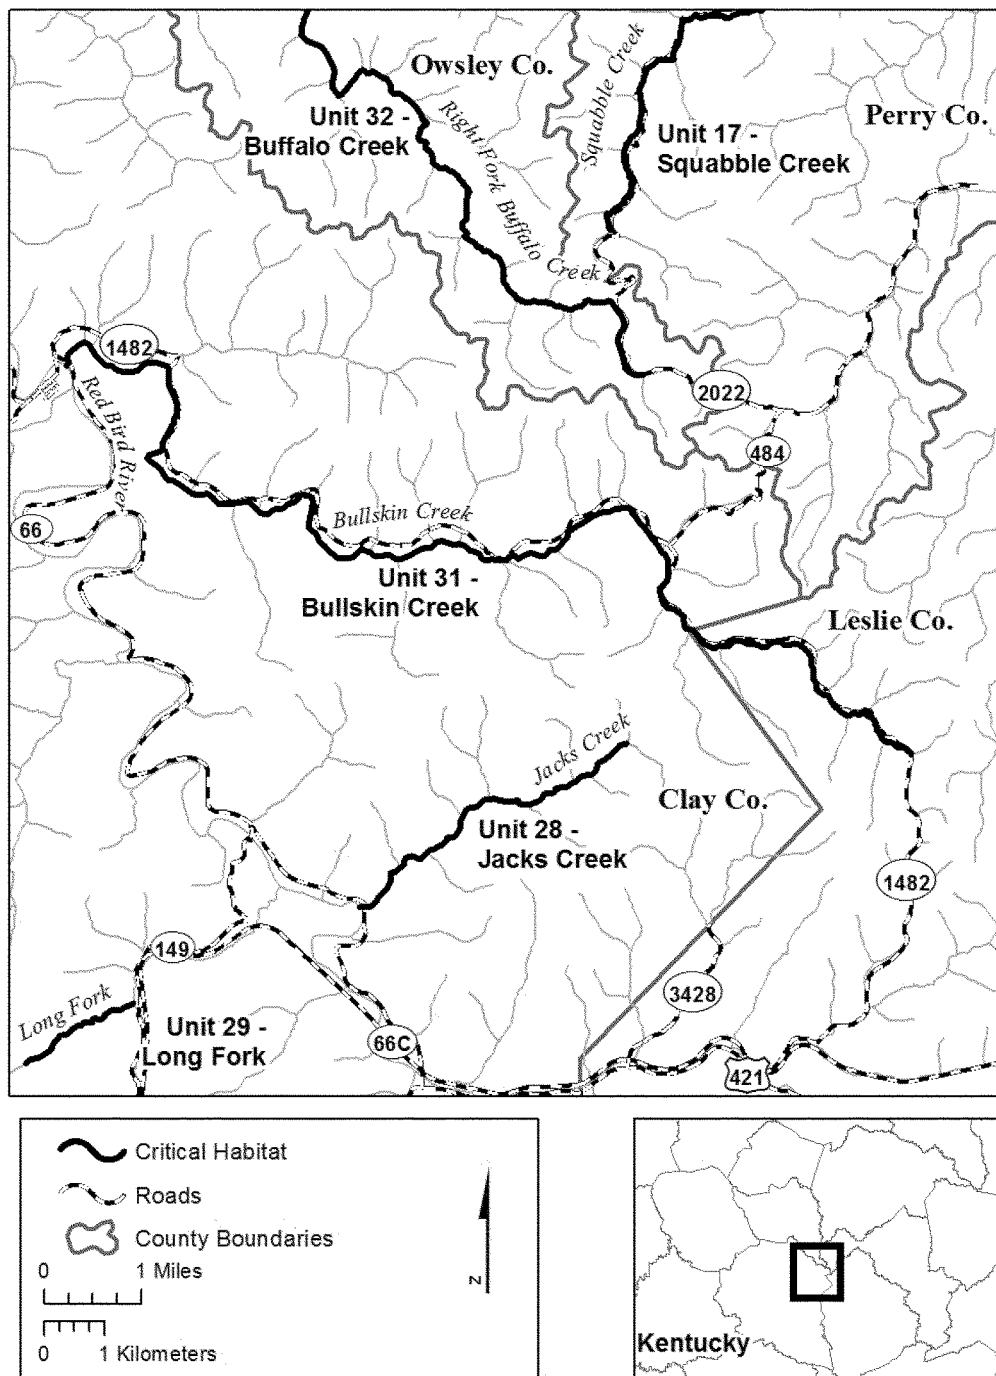 Owsley Co.
Squabble Creek
Perry Co.
Unit 32 -
Buffalo Creek
Right Fork Buffalo Creek
Unit 17 -
Squabble Creek
1482
Red Bird River
2022
484
66
Bullskin Creek
Unit 31 -
Bullskin Creek
Leslie Co.
Jacks Creek
Clay Co.
Unit 28 -
Jacks Creek
1482
149
3428
Long Fork
Unit 29 -
Long Fork
66C
421
Critical Habitat
Roads
County Boundaries
0 1 Miles
0 1 Kilometers
N
Kentucky